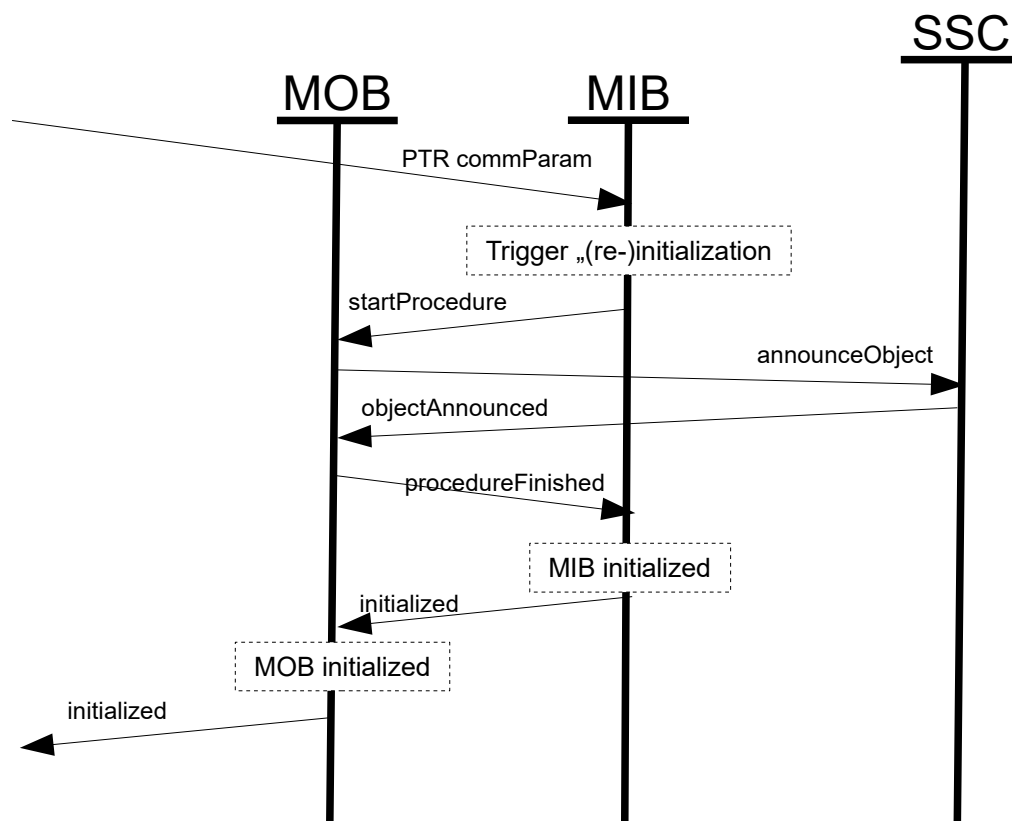 SSC
MOB
MIB
PTR commParam
Trigger „(re-)initialization
startProcedure
announceObject
objectAnnounced
procedureFinished
MIB initialized
initialized
MOB initialized
initialized